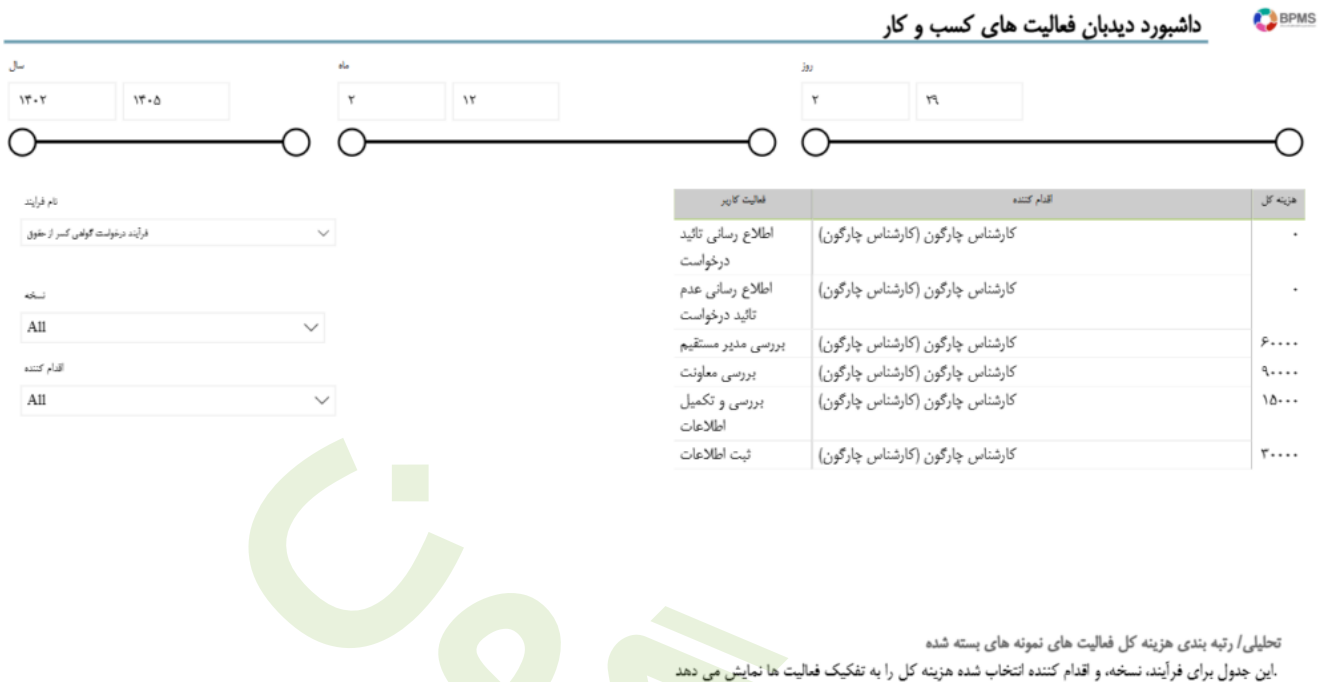 BPMS
داشبورد دیدبان فعالیت های کسب و کار
سال
ماه
روز
۱۴۰۲ ۱۴۰۵
۲ ۱۲
۲ ۲۹
نام فرآیند
فرآیند درخواست گواهی کسر از حقوق
نسخه
All
اقدام کننده
All
فعالیت کاربر اقدام کننده هزینه کل
اطلاع رسانی تائید کارشناس چارگون (کارشناس چارگون) ۰
درخواست
اطلاع رسانی عدم کارشناس چارگون (کارشناس چارگون) ۰
تائید درخواست
بررسی مدیر مستقیم کارشناس چارگون (کارشناس چارگون) ۶۰۰۰۰
بررسی معاونت کارشناس چارگون (کارشناس چارگون) ۹۰۰۰۰
بررسی و تکمیل کارشناس چارگون (کارشناس چارگون) ۱۵۰۰۰
اطلاعات
ثبت اطلاعات کارشناس چارگون (کارشناس چارگون) ۳۰۰۰۰
تحلیلی/ رتبه بندی هزینه کل فعالیت های نمونه های بسته شده
.این جدول برای فرآیند، نسخه، و اقدام کننده انتخاب شده هزینه کل را به تفکیک فعالیت ها نمایش می دهد